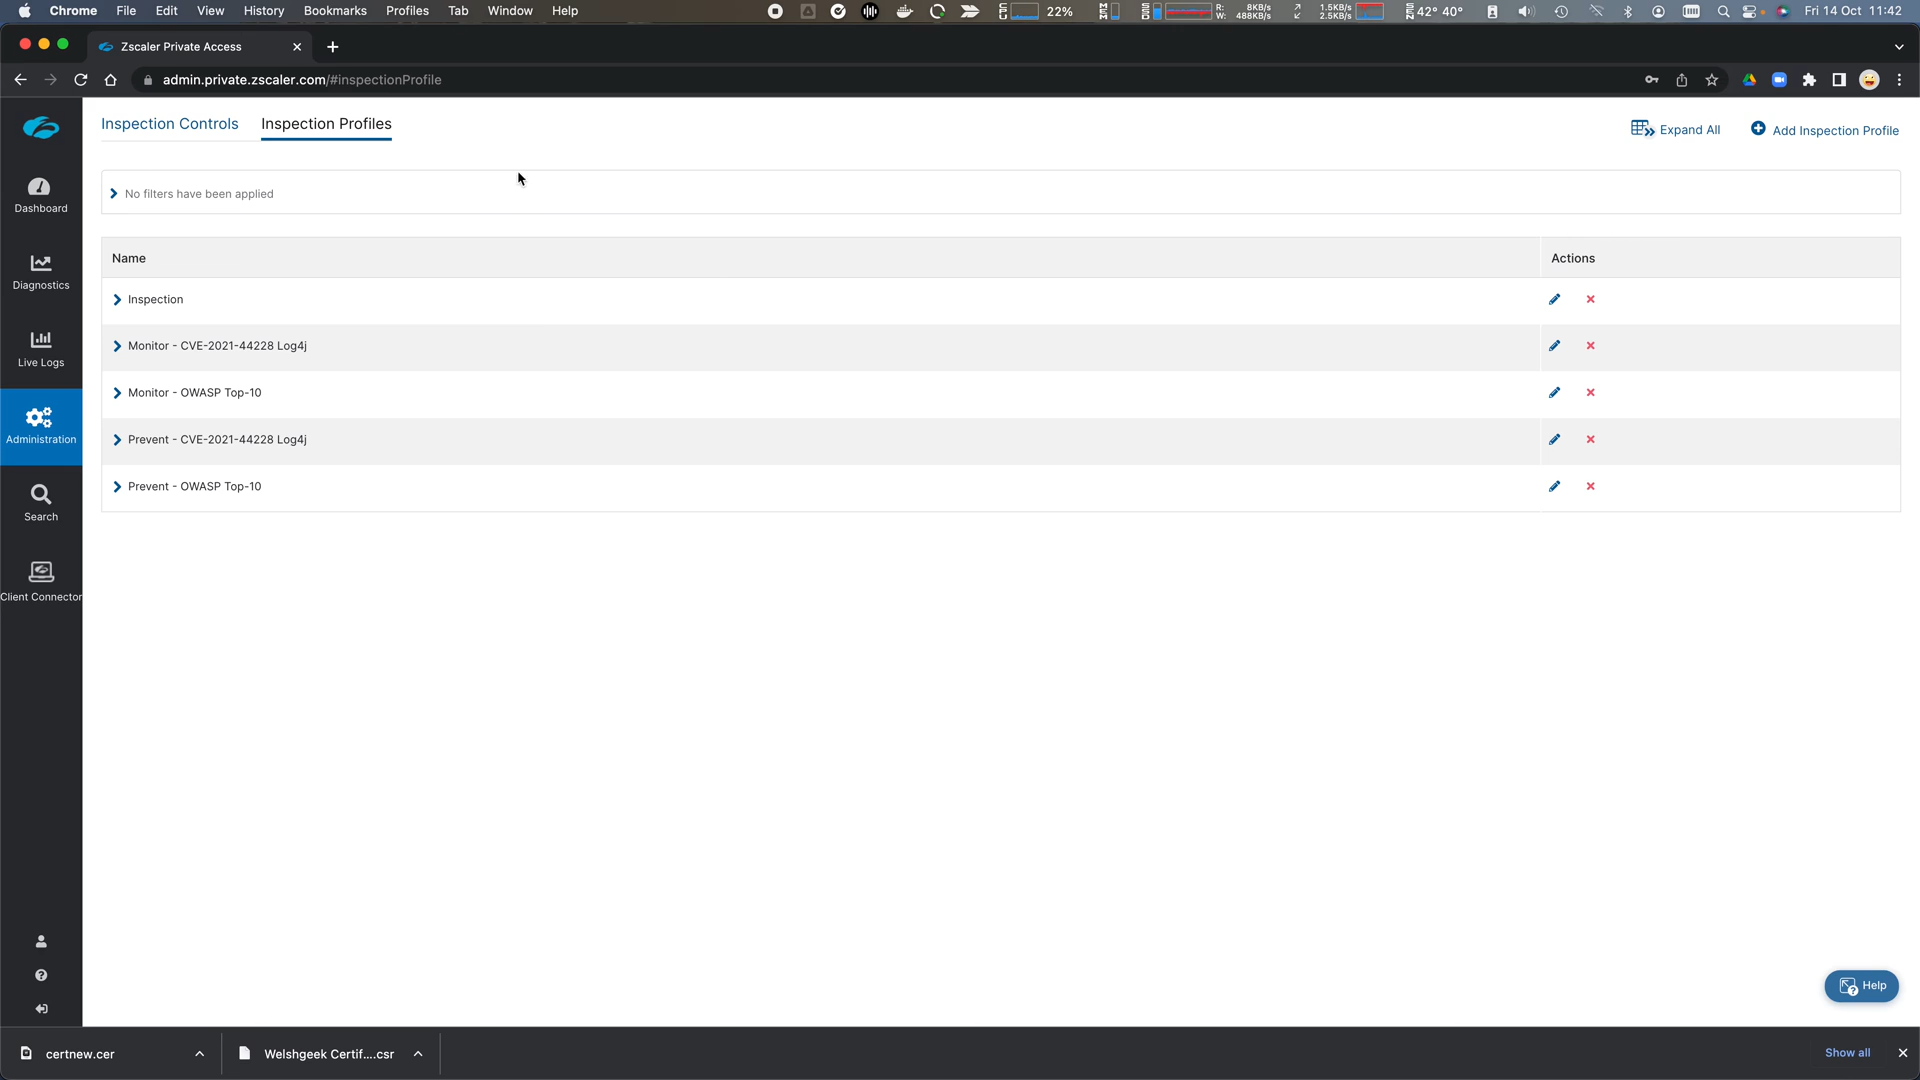 Chrome File Edit View History Bookmarks Profiles Tab Window Help 22% R: 8KB/s W: 488KB/s 1.5KB/s 2.5KB/s 42° 40° Fri 14 Oct 11:42
Zscaler Private Access
admin.private.zscaler.com/#inspectionProfile
Inspection Controls Inspection Profiles Expand All Add Inspection Profile
No filters have been applied
Dashboard
Name Actions
Inspection
Diagnostics
Monitor - CVE-2021-44228 Log4j
Live Logs
Monitor - OWASP Top-10
Administration
Prevent - CVE-2021-44228 Log4j
Prevent - OWASP Top-10
Search
Client Connector
Help
certnew.cer Welshgeek Certif....csr Show all